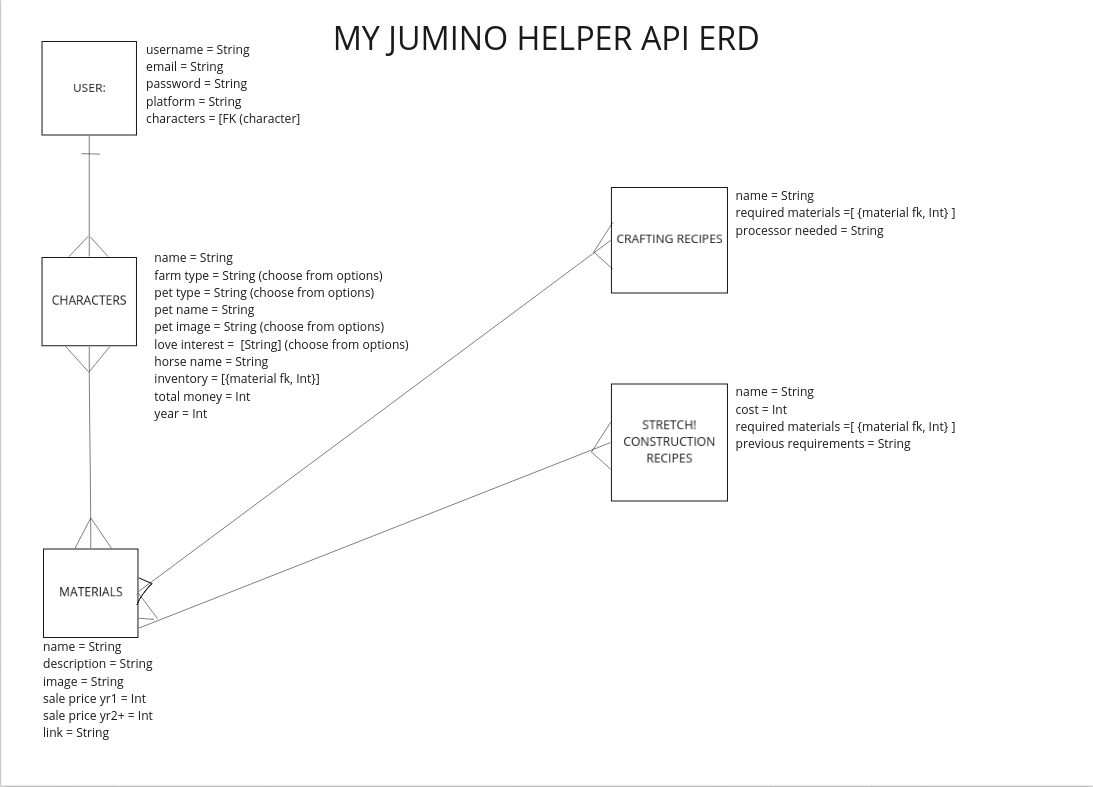 MY JUMINO HELPER API ERD
USER:
username = String
email = String
password = String
platform = String
characters = [FK (character]
CHARACTERS
name = String
farm type = String (choose from options)
pet type = String (choose from options)
pet name = String
pet image = String (choose from options)
love interest =  [String] (choose from options)
horse name = String
inventory = [{material fk, Int}]
total money = Int
year = Int
CRAFTING RECIPES
name = String
required materials =[ {material fk, Int} ]
processor needed = String
STRETCH!
CONSTRUCTION
RECIPES
name = String
cost = Int
required materials =[ {material fk, Int} ]
previous requirements = String
MATERIALS
name = String
description = String
image = String
sale price yr1 = Int
sale price yr2+ = Int
link = String